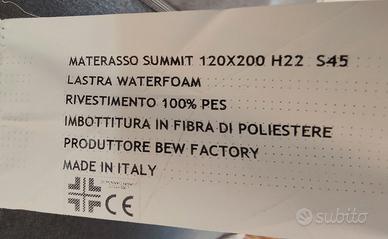 MATERASSO SUMMIT 120X200 H22 S45
LASTRA WATERFOAM
RIVESTIMENTO 100% PES
IMBOTTITURA IN FIBRA DI POLIESTERE
PRODUTTORE BEW FACTORY
MADE IN ITALY
CE
subito